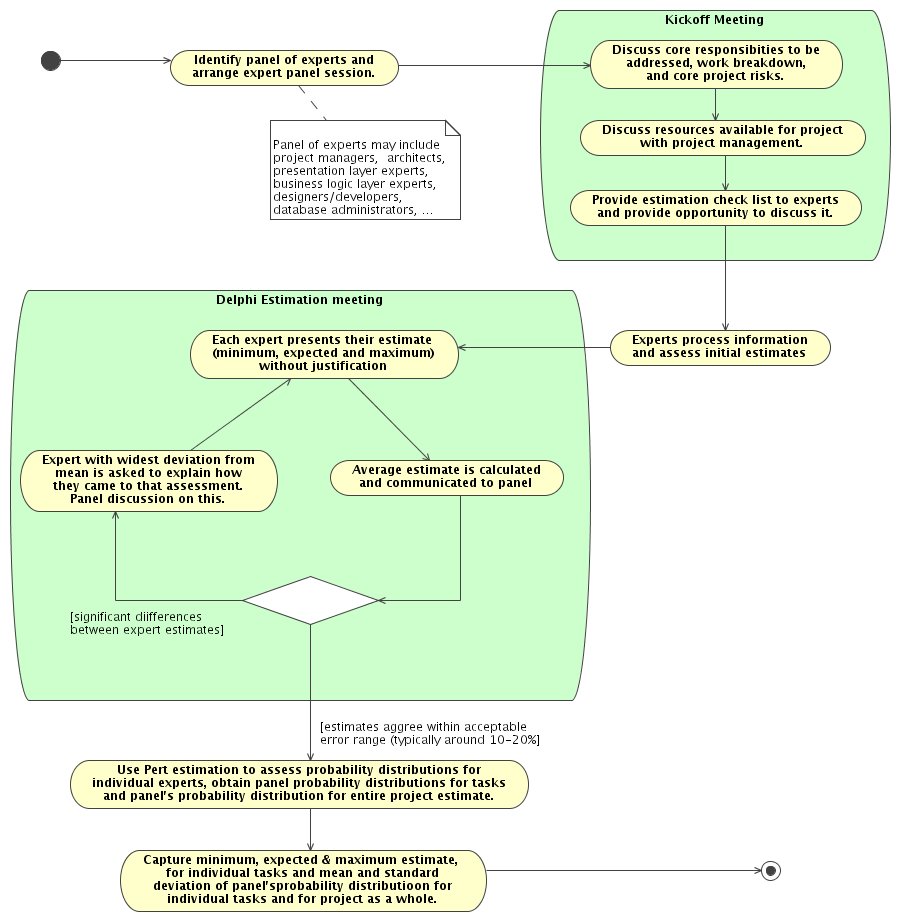 Kickoff Meeting
Identify panel of experts and
arrange expert panel session.
Discuss core responsibities to be
addressed, work breakdown,
and core project risks.
Panel of experts may include
project managers, architects,
presentation layer experts,
business logic layer experts,
designers/developers,
database administrators, ...
Discuss resources available for project
with project management.
Provide estimation check list to experts
and provide opportunity to discuss it.
Experts process information
and assess initial estimates
Delphi Estimation meeting
Each expert presents their estimate
(minimum, expected and maximum)
without justification
Average estimate is calculated
and communicated to panel
Expert with widest deviation from
mean is asked to explain how
they came to that assessment.
Panel discussion on this.
[significant diifferences
between expert estimates]
[estimates aggree within acceptable
error range (typically around 10-20%]
Use Pert estimation to assess probability distributions for
individual experts, obtain panel probability distributions for tasks
and panel's probability distribution for entire project estimate.
Capture minimum, expected & maximum estimate,
for individual tasks and mean and standard
deviation of panel'sprobability distributioon for
individual tasks and for project as a whole.